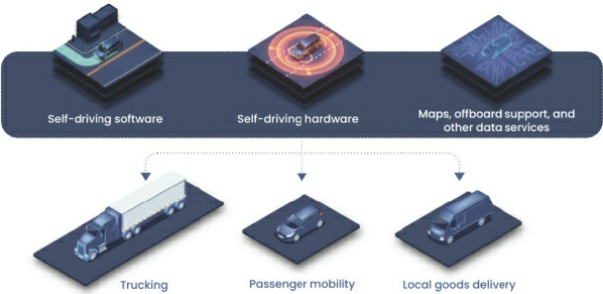 Self-driving software
Self-driving hardware
Maps, offboard support, and
other data services
Trucking
Passenger mobility
Local goods delivery